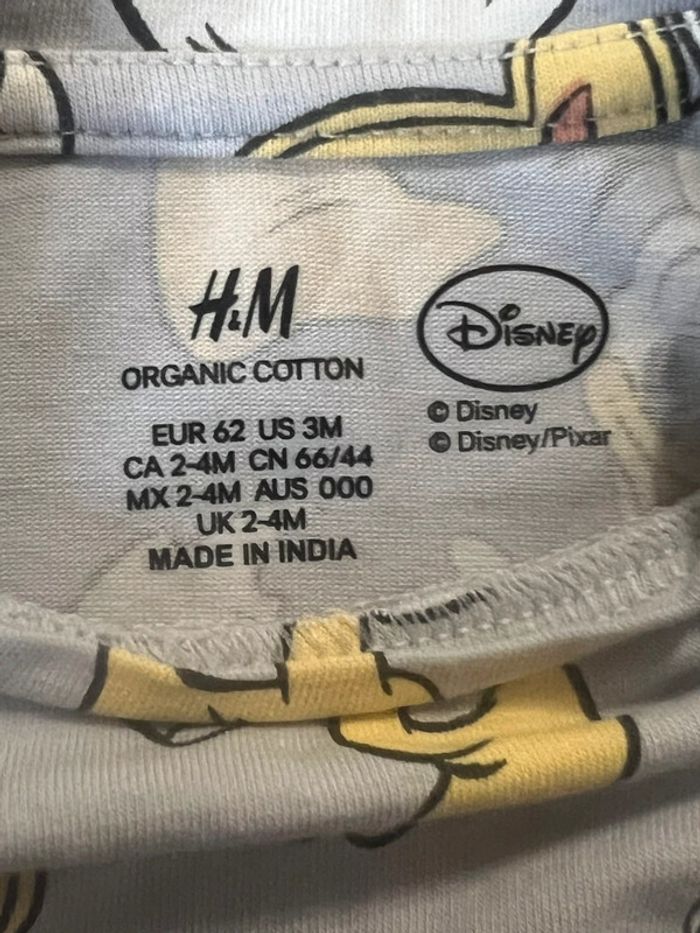 H&M
ORGANIC COTTON
EUR 62 US 3M
CA 2-4M CN 66/44
MX 2-4M AUS 000
UK 2-4M
MADE IN INDIA
Disney
© Disney
© Disney/Pixar